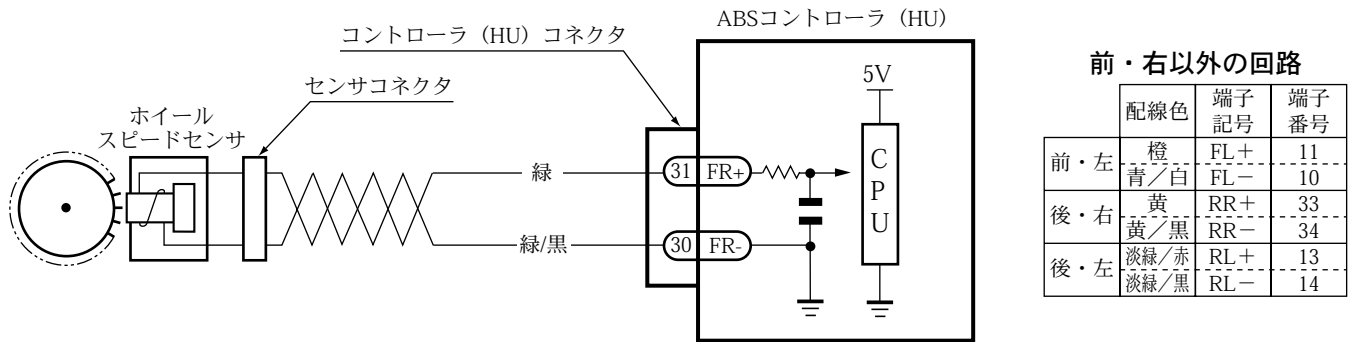 ABSコントローラ（HU）
コントローラ（HU）コネクタ
センサコネクタ
ホイール
スピードセンサ
緑
31 FR+
緑/黒
30 FR-
5V
CPU
前・右以外の回路
配線色 端子記号 端子番号
前・左 橙 FL＋ 11
青／白 FL－ 10
後・右 黄 RR＋ 33
黄／黒 RR－ 34
後・左 淡緑／赤 RL＋ 13
淡緑／黒 RL－ 14